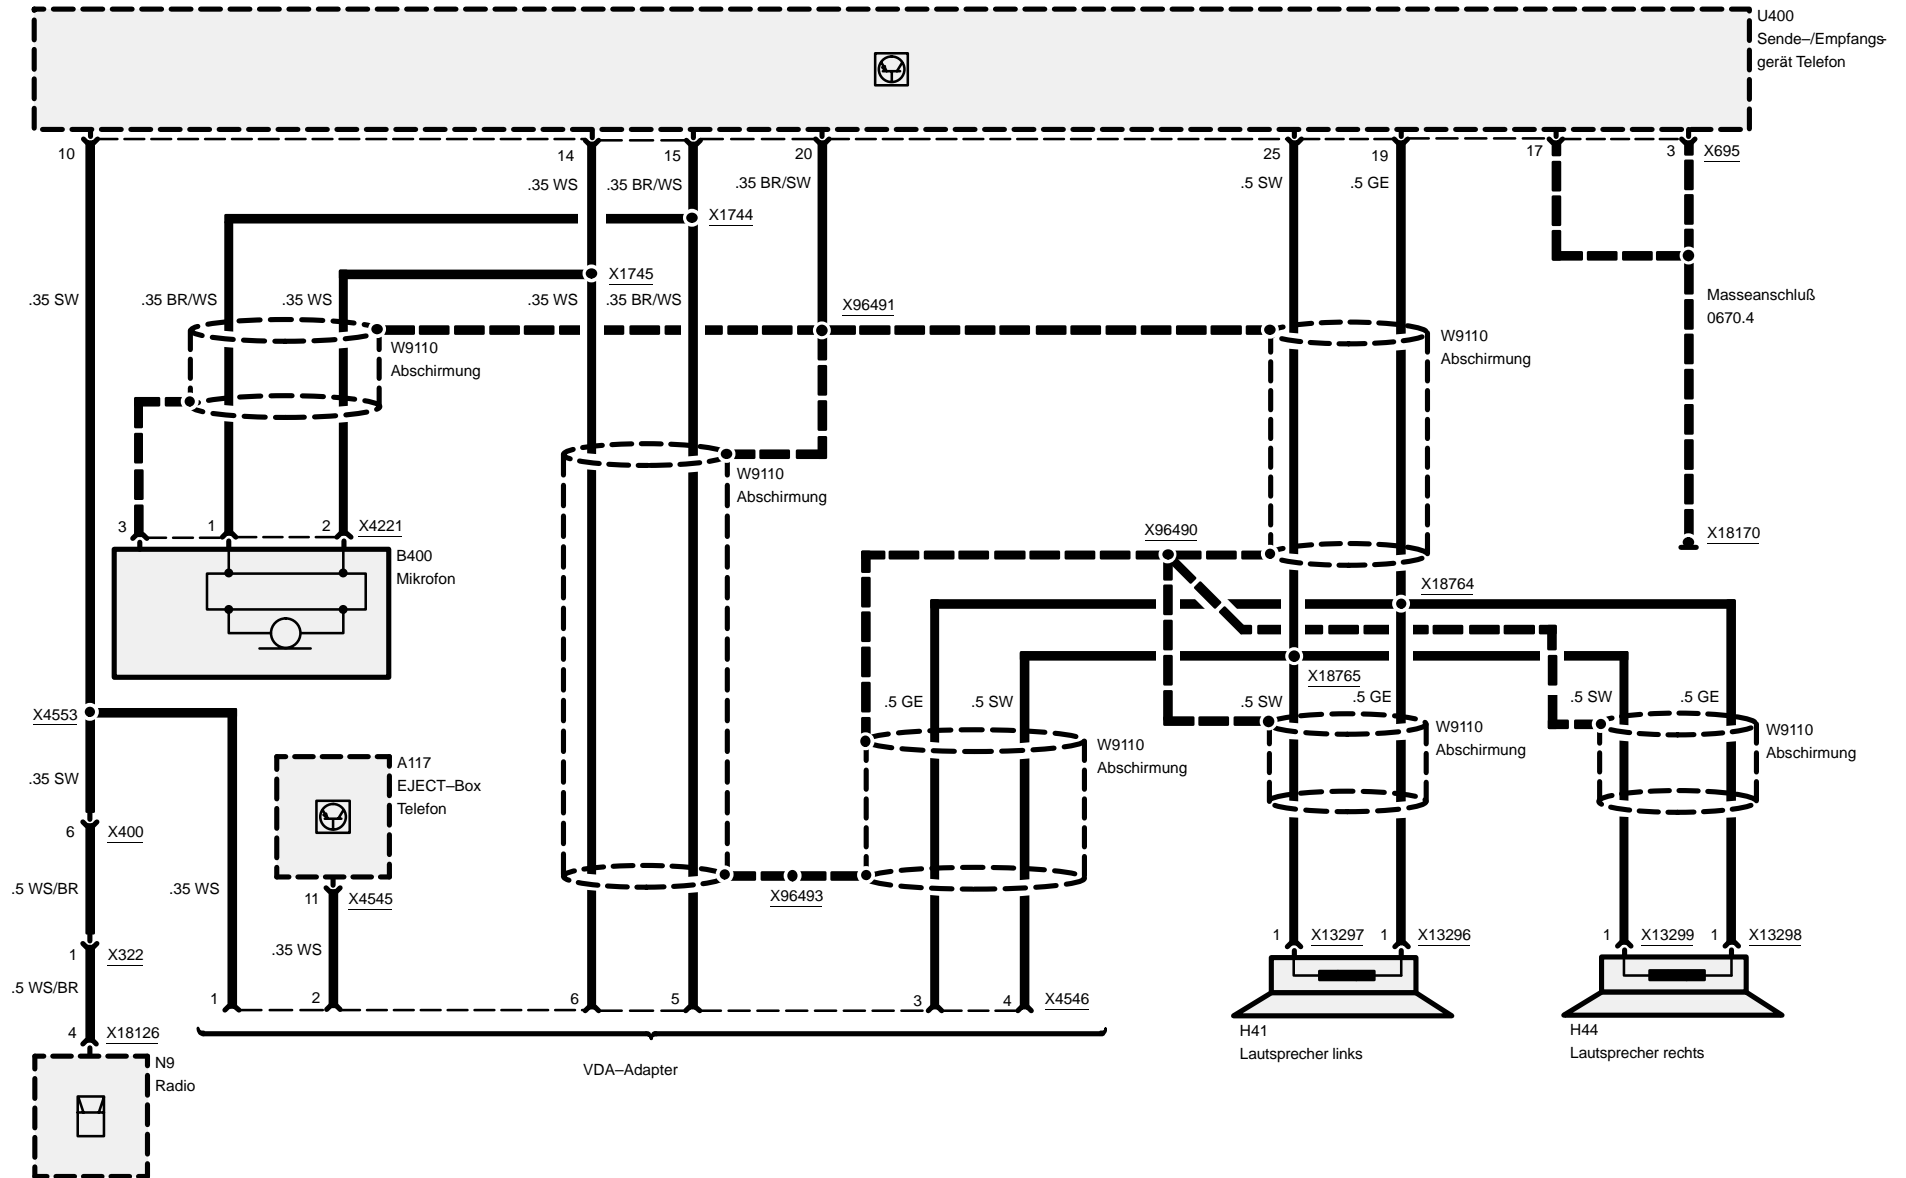 U400
Sende–/Empfangs-
gerät Telefon
10
14
15
20
25
19
17
3
X695
.35 WS
.35 BR/WS
.35 BR/SW
.5 SW
.5 GE
X1744
X1745
.35 SW
.35 BR/WS
.35 WS
.35 WS
.35 BR/WS
X96491
Masseanschluß
0670.4
W9110
Abschirmung
W9110
Abschirmung
W9110
Abschirmung
3
1
2
X4221
X96490
X18170
B400
Mikrofon
X18764
X18765
.5 GE
.5 SW
.5 SW
.5 GE
.5 SW
.5 GE
X4553
W9110
Abschirmung
W9110
Abschirmung
W9110
Abschirmung
A117
EJECT–Box
Telefon
.35 SW
6
X400
.5 WS/BR
.35 WS
11
X4545
X96493
1
X13297
1
X13296
1
X13299
1
X13298
.35 WS
1
X322
.5 WS/BR
1
2
6
5
3
4
X4546
4
X18126
H41
Lautsprecher links
H44
Lautsprecher rechts
N9
Radio
VDA–Adapter